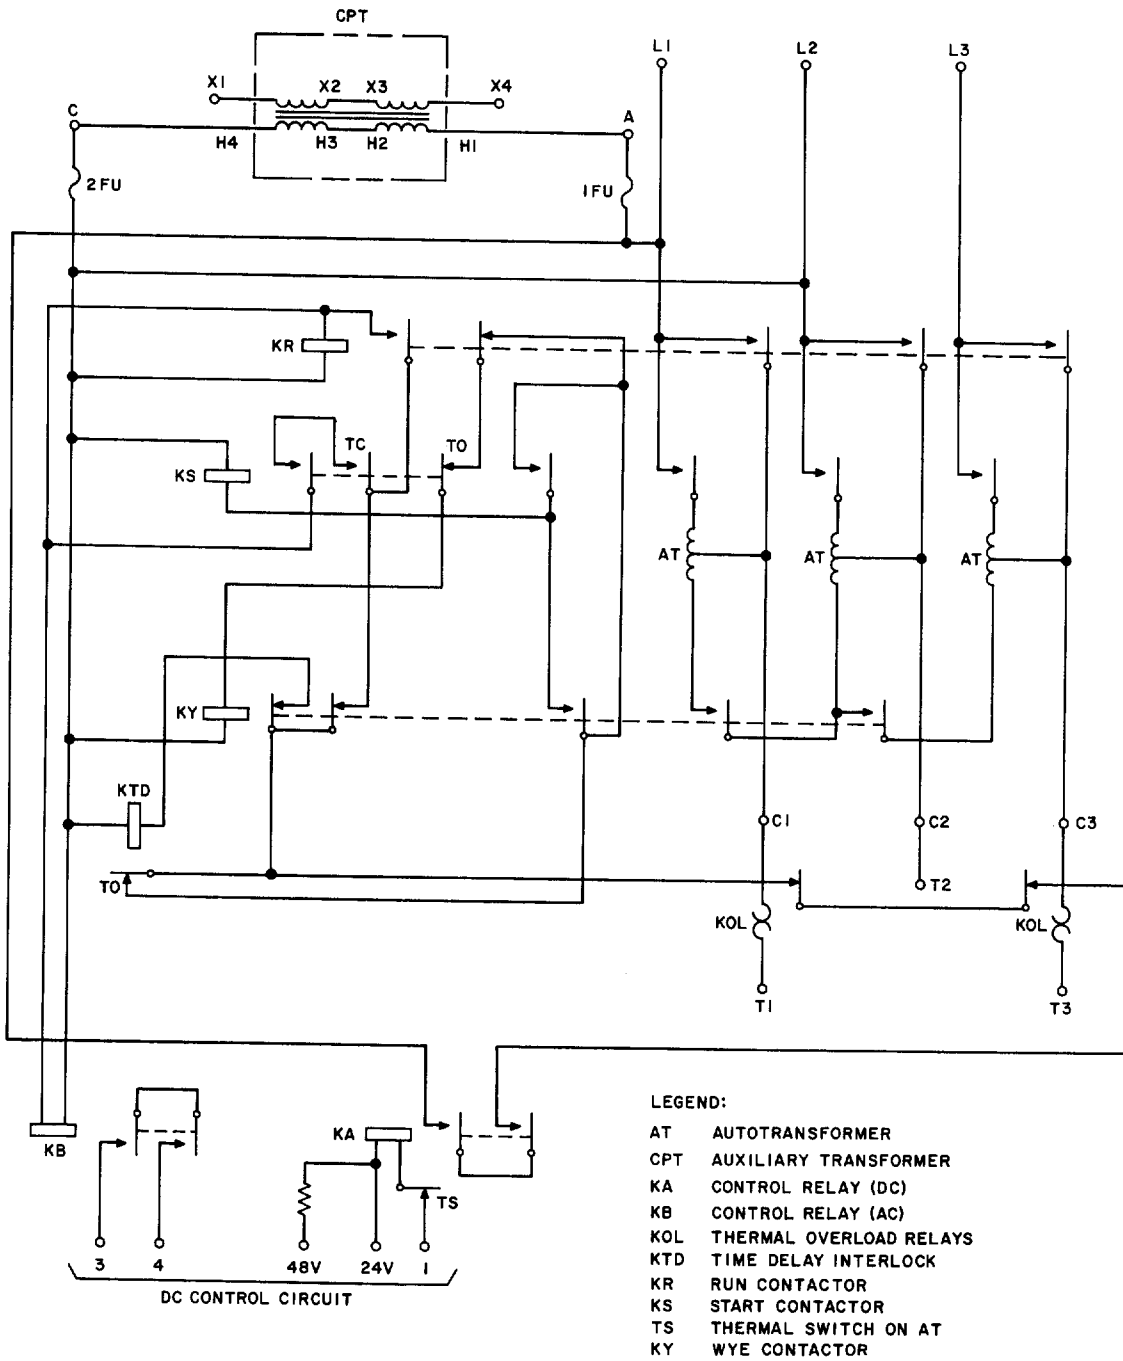 CPT
L1
L2
L3
X1
X2
X3
X4
C
A
H4
H3
H2
H1
2FU
1FU
KR
TC
TO
KS
AT
AT
AT
KY
KTD
C1
C2
C3
TO
T2
KOL
KOL
T1
T3
KB
KA
TS
3
4
48V
24V
1
DC CONTROL CIRCUIT
LEGEND:
AT AUTOTRANSFORMER
CPT AUXILIARY TRANSFORMER
KA CONTROL RELAY (DC)
KB CONTROL RELAY (AC)
KOL THERMAL OVERLOAD RELAYS
KTD TIME DELAY INTERLOCK
KR RUN CONTACTOR
KS START CONTACTOR
TS THERMAL SWITCH ON AT
KY WYE CONTACTOR